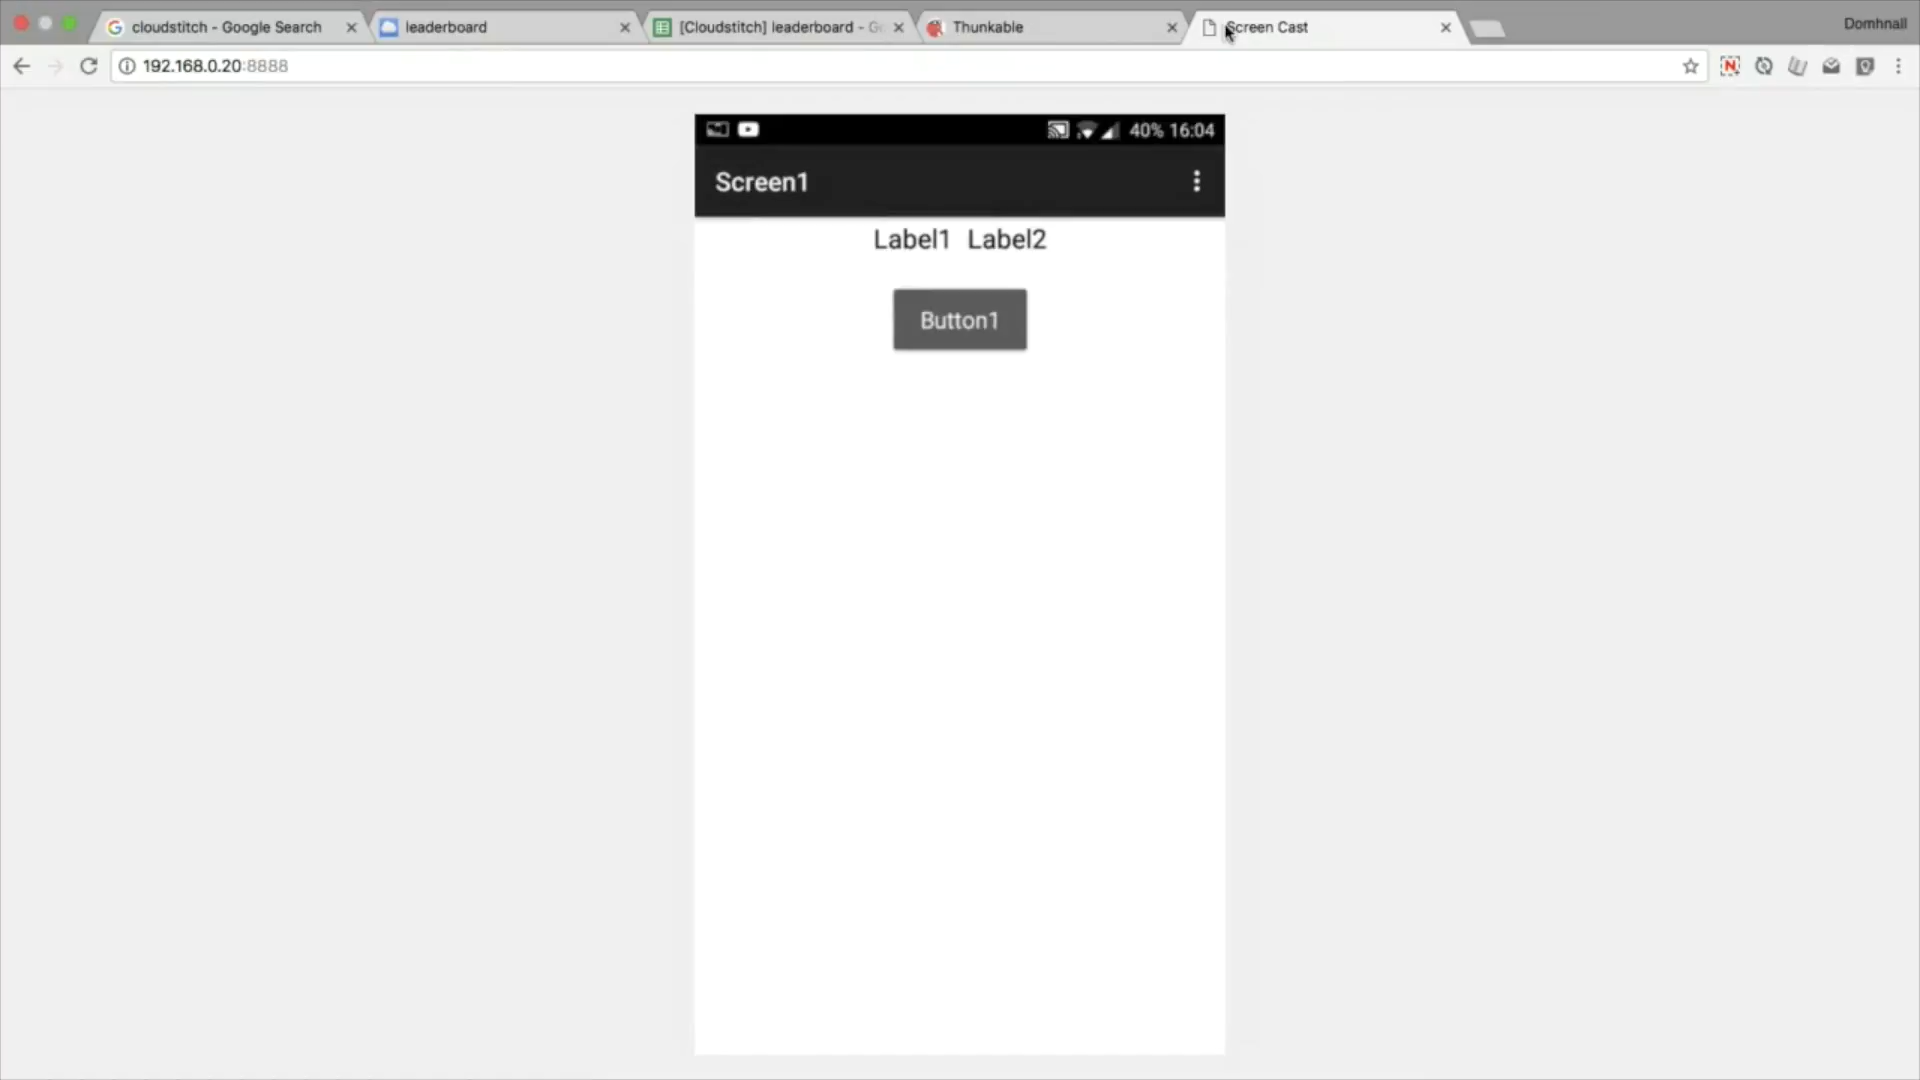 cloudstitch - Google Search
leaderboard
[Cloudstitch] leaderboard - G
Thunkable
Screen Cast
Domhnall
192.168.0.20:8888
40% 16:04
Screen1
Label1 Label2
Button1